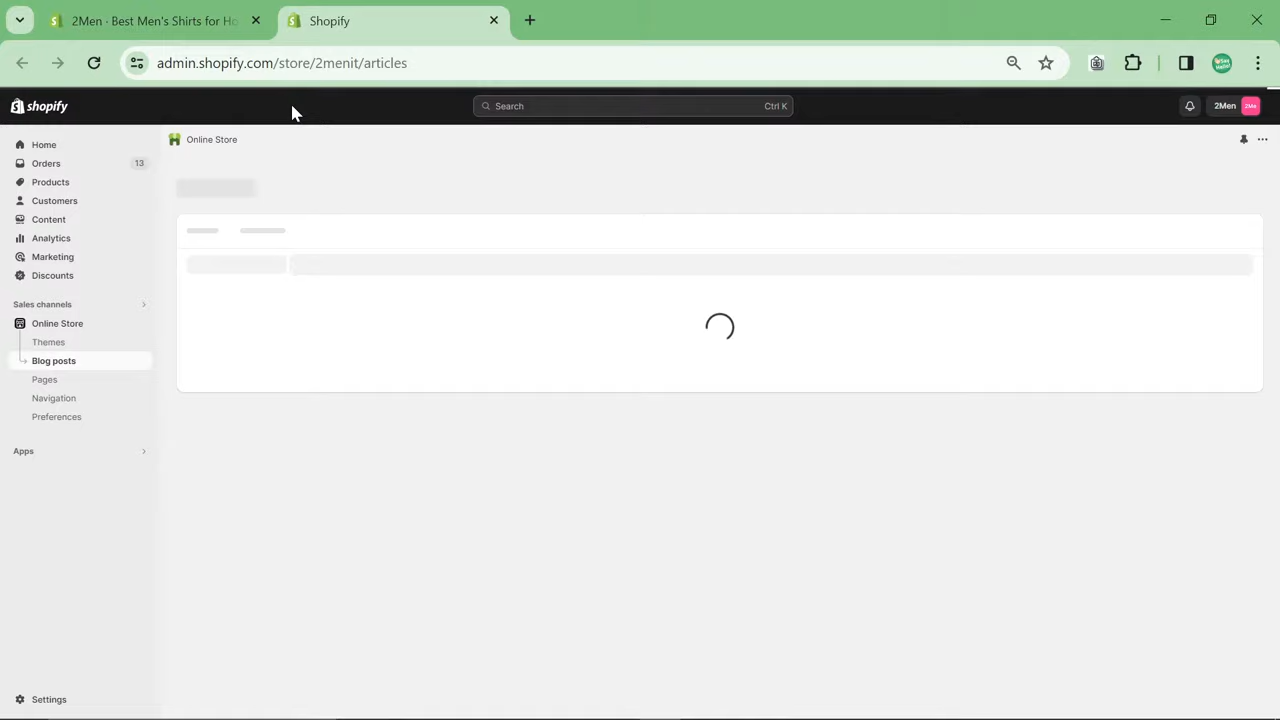 2Men · Best Men's Shirts for Ho
Shopify
admin.shopify.com/store/2menit/articles
shopify
Search
Ctrl K
2Men
2Me
Online Store
Home
Orders
13
Products
Customers
Content
Analytics
Marketing
Discounts
Sales channels
Online Store
Themes
Blog posts
Pages
Navigation
Preferences
Apps
Settings